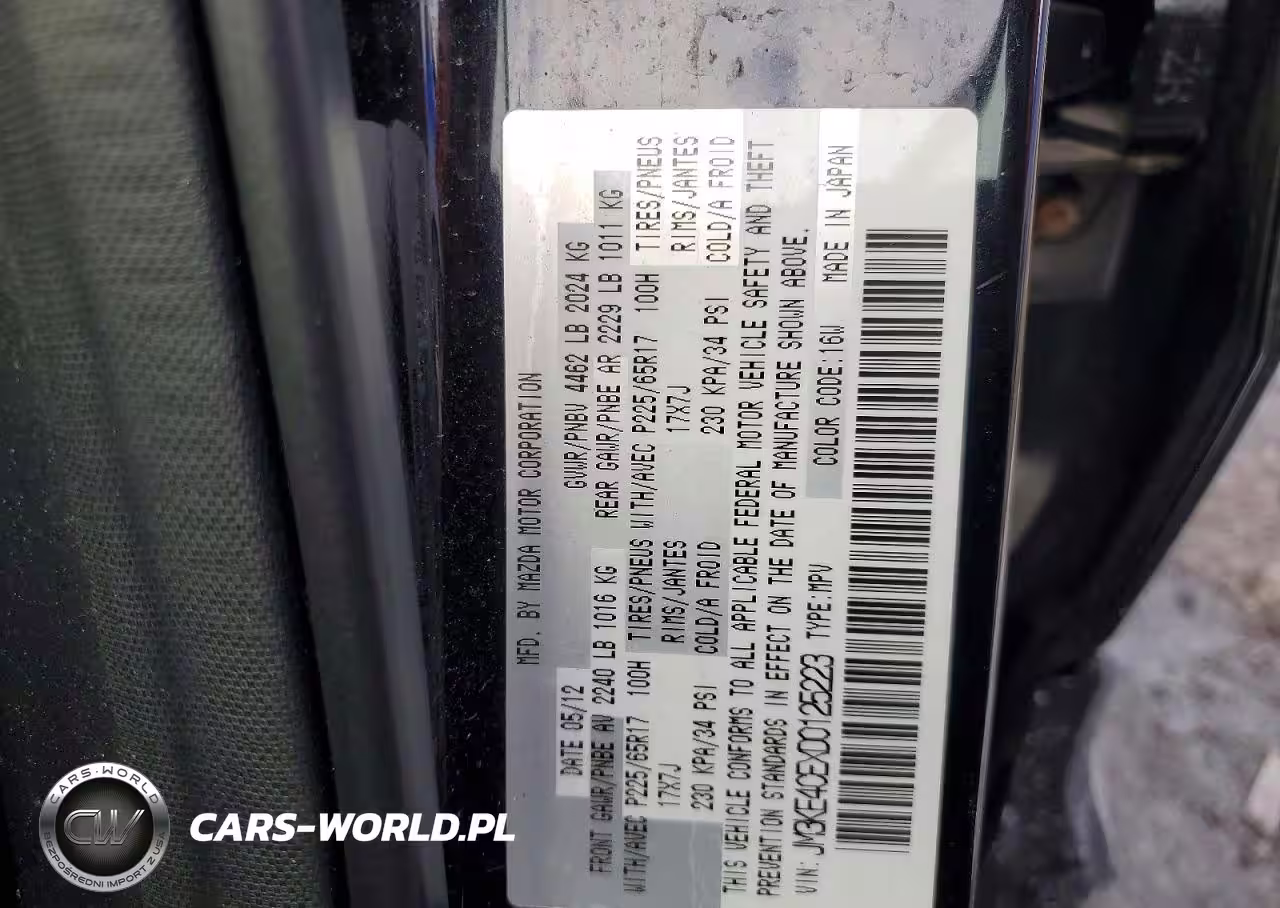 MFD. BY MAZDA MOTOR CORPORATION
DATE 05/12 GVWR/PNBV 4462 LB 2024 KG
FRONT GAWR/PNBE AV 2240 LB 1016 KG REAR GAWR/PNBE AR 2229 LB 1011 KG
WITH/AVEC P225/65R17 100H TIRES/PNEUS WITH/AVEC P225/65R17 100H TIRES/PNEUS
17X7J RIMS/JANTES 17X7J RIMS/JANTES
230 KPA/34 PSI COLD/A FROID 230 KPA/34 PSI COLD/A FROID
THIS VEHICLE CONFORMS TO ALL APPLICABLE FEDERAL MOTOR VEHICLE SAFETY AND THEFT
PREVENTION STANDARDS IN EFFECT ON THE DATE OF MANUFACTURE SHOWN ABOVE.
VIN: JM3KE4CEXD0125223 TYPE:MPV COLOR CODE:16W MADE IN JAPAN
CARS-WORLD
CW
BEZPOŚREDNI IMPORT Z USA
CARS-WORLD.PL